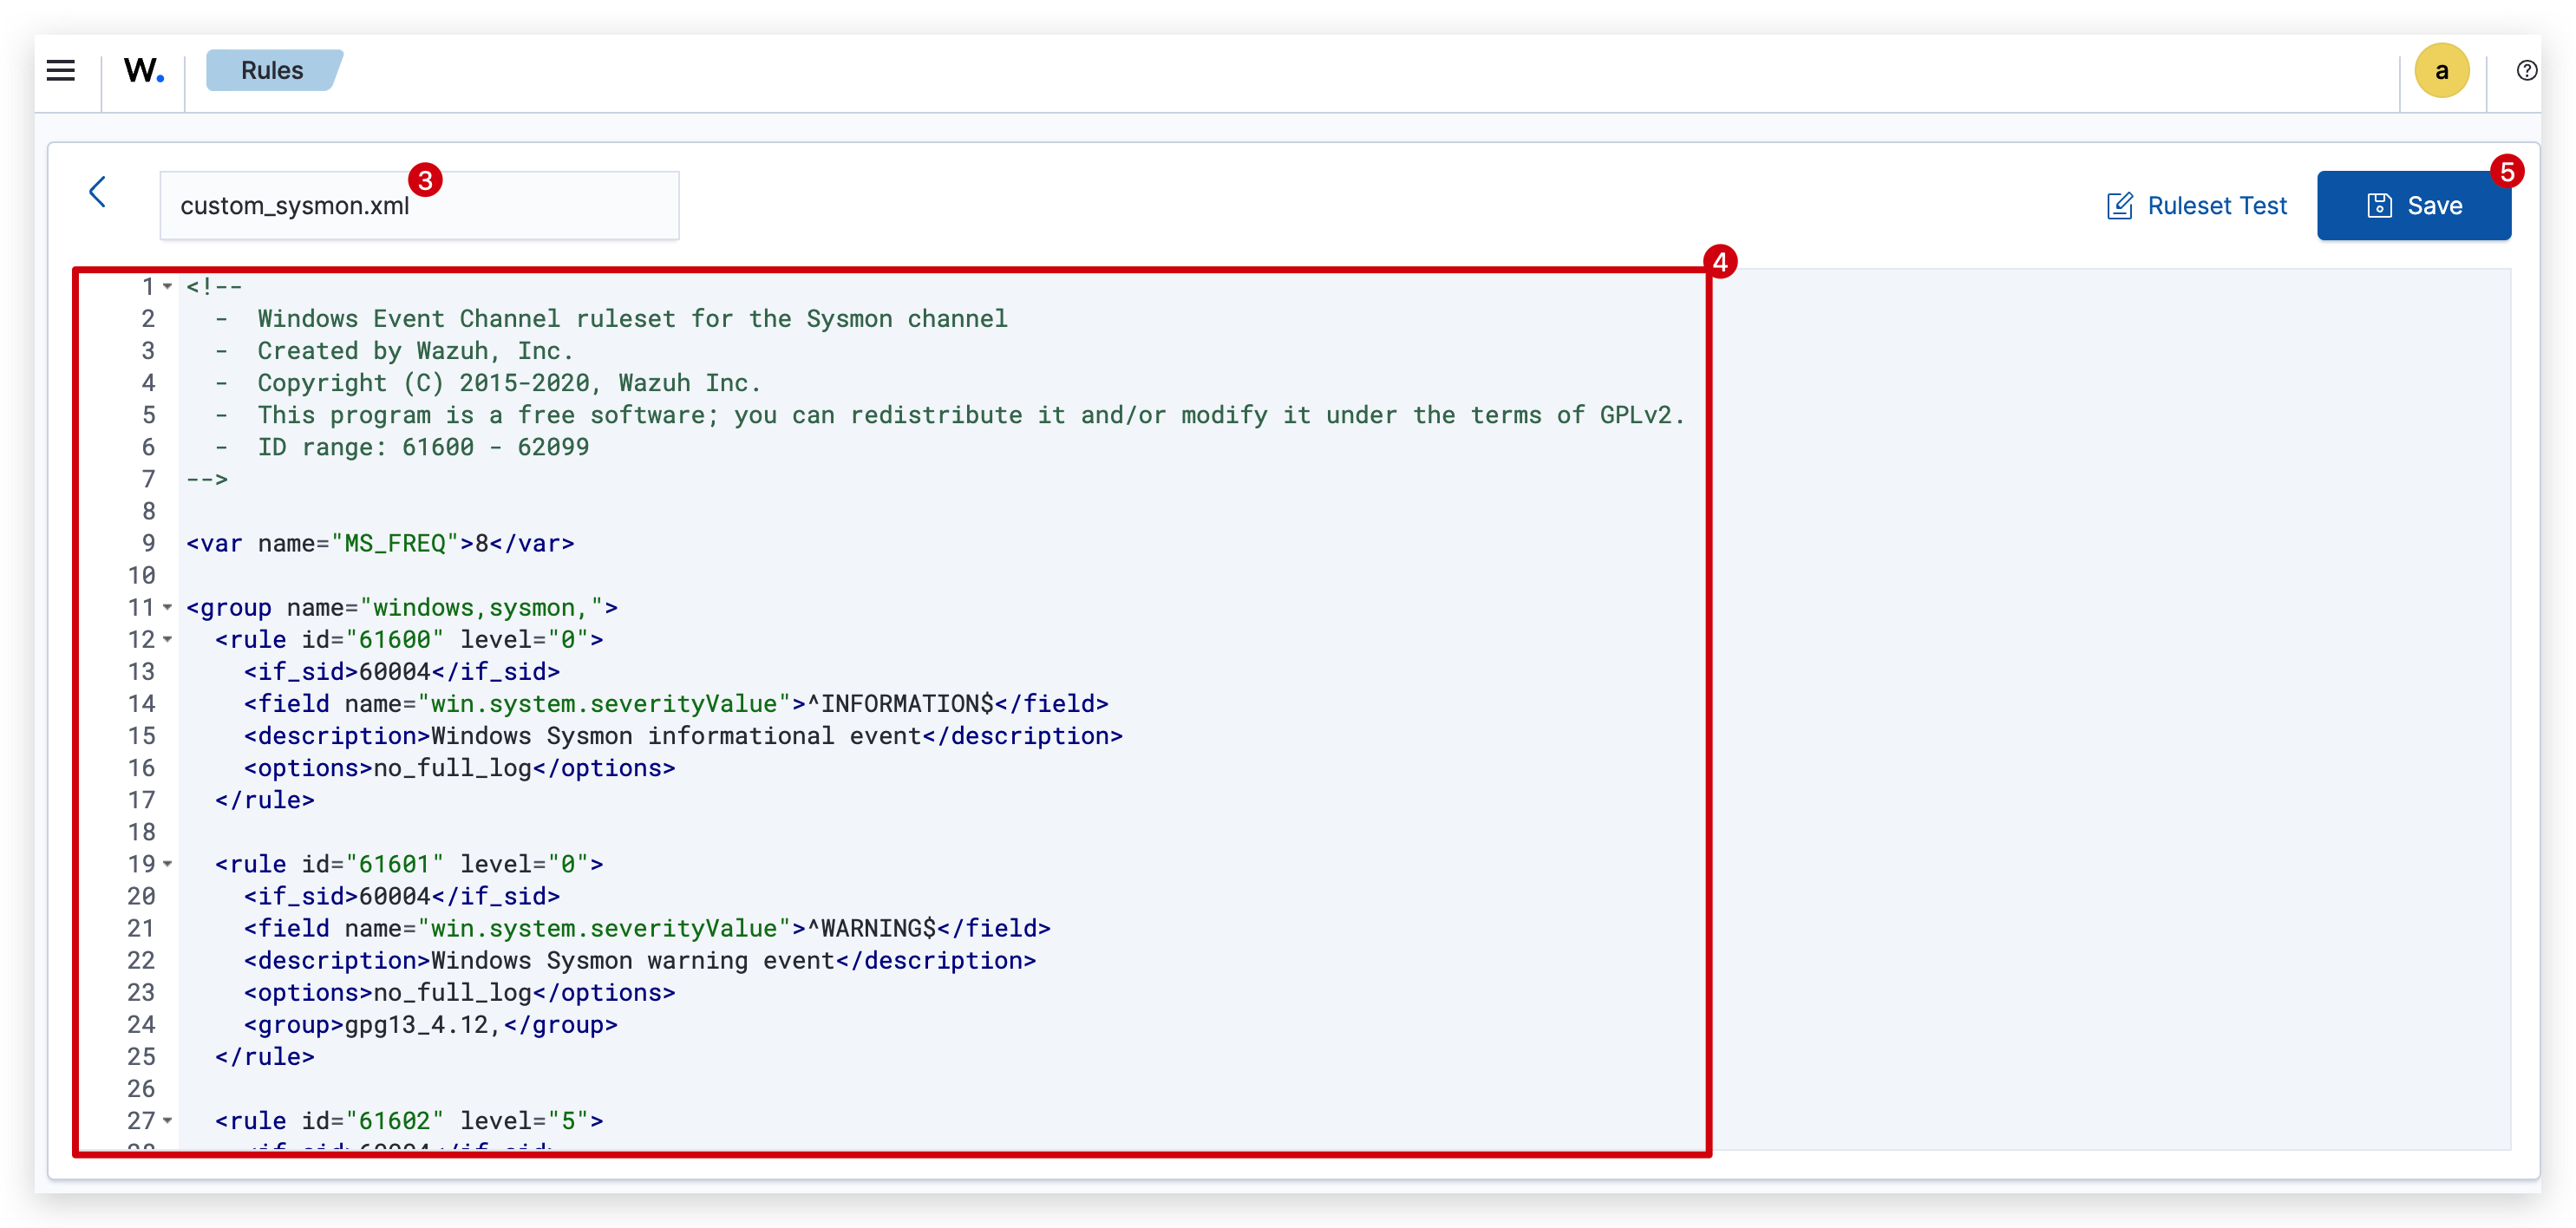 W. Rules a
3
custom_sysmon.xml
Ruleset Test
Save
5
4
1 <!--
2   -  Windows Event Channel ruleset for the Sysmon channel
3   -  Created by Wazuh, Inc.
4   -  Copyright (C) 2015-2020, Wazuh Inc.
5   -  This program is a free software; you can redistribute it and/or modify it under the terms of GPLv2.
6   -  ID range: 61600 - 62099
7 -->
8
9 <var name="MS_FREQ">8</var>
10
11 <group name="windows,sysmon,">
12   <rule id="61600" level="0">
13     <if_sid>60004</if_sid>
14     <field name="win.system.severityValue">^INFORMATION$</field>
15     <description>Windows Sysmon informational event</description>
16     <options>no_full_log</options>
17   </rule>
18
19   <rule id="61601" level="0">
20     <if_sid>60004</if_sid>
21     <field name="win.system.severityValue">^WARNING$</field>
22     <description>Windows Sysmon warning event</description>
23     <options>no_full_log</options>
24     <group>gpg13_4.12,</group>
25   </rule>
26
27   <rule id="61602" level="5">